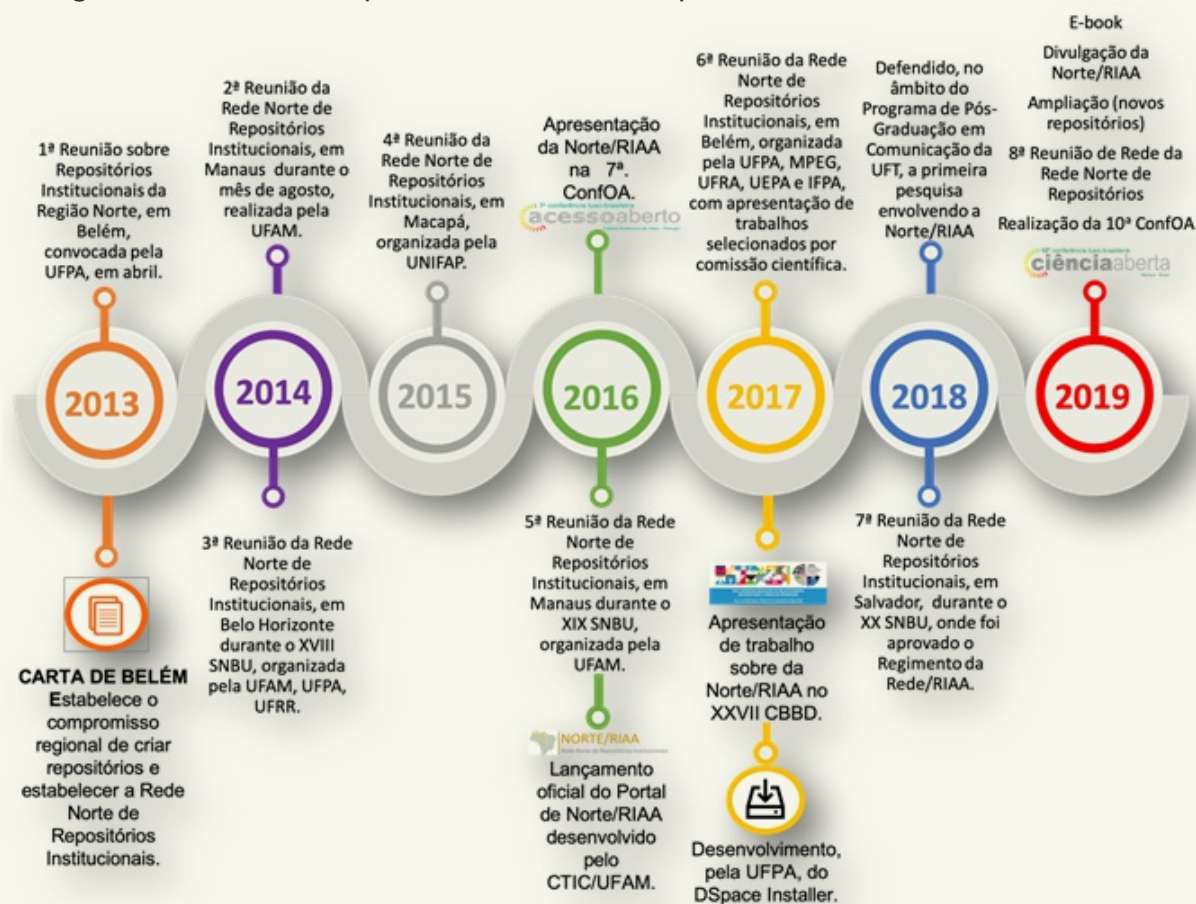 1ª Reunião sobre
Repositórios
Institucionais da
Região Norte, em
Belém,
convocada pela
UFPA, em abril.
2013
CARTA DE BELÉM
Estabelece o
compromisso
regional de criar
repositórios e
estabelecer a Rede
Norte de
Repositórios
Institucionais.
2ª Reunião da
Rede Norte de
Repositórios
Institucionais, em
Manaus durante o
mês de agosto,
realizada pela
UFAM.
2014
3ª Reunião da Rede
Norte de
Repositórios
Institucionais, em
Belo Horizonte
durante o XVIII
SNBU, organizada
pela UFAM, UFPA,
UFRR.
4ª Reunião da
Rede Norte de
Repositórios
Institucionais, em
Macapá,
organizada pela
UNIFAP.
2015
Apresentação
da Norte/RIAA
na 7ª.
ConfOA.
acessoaberto
2016
5ª Reunião da Rede
Norte de
Repositórios
Institucionais, em
Manaus durante o
XIX SNBU,
organizada pela
UFAM.
NORTE/RIAA
Lançamento
oficial do Portal
de Norte/RIAA
desenvolvido
pelo
CTIC/UFAM.
6ª Reunião da Rede
Norte de
Repositórios
Institucionais, em
Belém, organizada
pela UFPA, MPEG,
UFRA, UEPA e IFPA,
com apresentação de
trabalhos
selecionados por
comissão científica.
2017
Apresentação
de trabalho
sobre da
Norte/RIAA no
XXVII CBBD.
Desenvolvimento,
pela UFPA, do
DSpace Installer.
Defendido, no
âmbito do
Programa de Pós-
Graduação em
Comunicação da
UFT, a primeira
pesquisa
envolvendo a
Norte/RIAA
2018
7ª Reunião da Rede
Norte de
Repositórios
Institucionais, em
Salvador, durante o
XX SNBU, onde foi
aprovado o
Regimento da
Rede/RIAA.
E-book
Divulgação da
Norte/RIAA
Ampliação (novos
repositórios)
8ª Reunião de Rede da
Rede Norte de
Repositórios
Realização da 10ª ConfOA
ciênciaaberta
2019